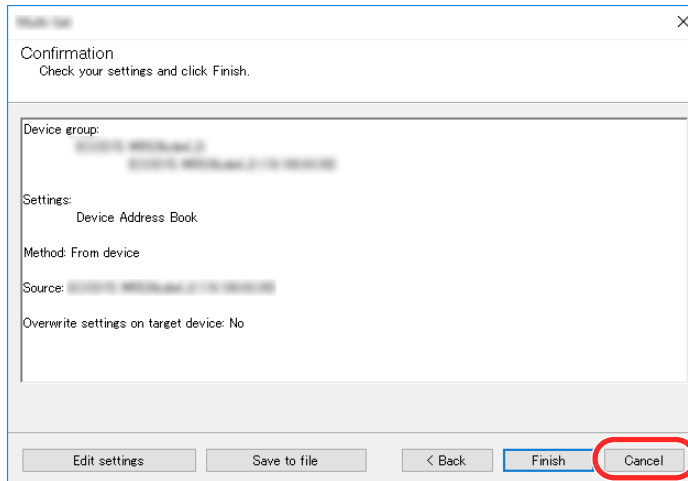 Confirmation
Check your settings and click Finish.
Device group:
Settings:
Device Address Book
Method: From device
Source:
Overwrite settings on target device: No
Edit settings
Save to file
< Back
Finish
Cancel